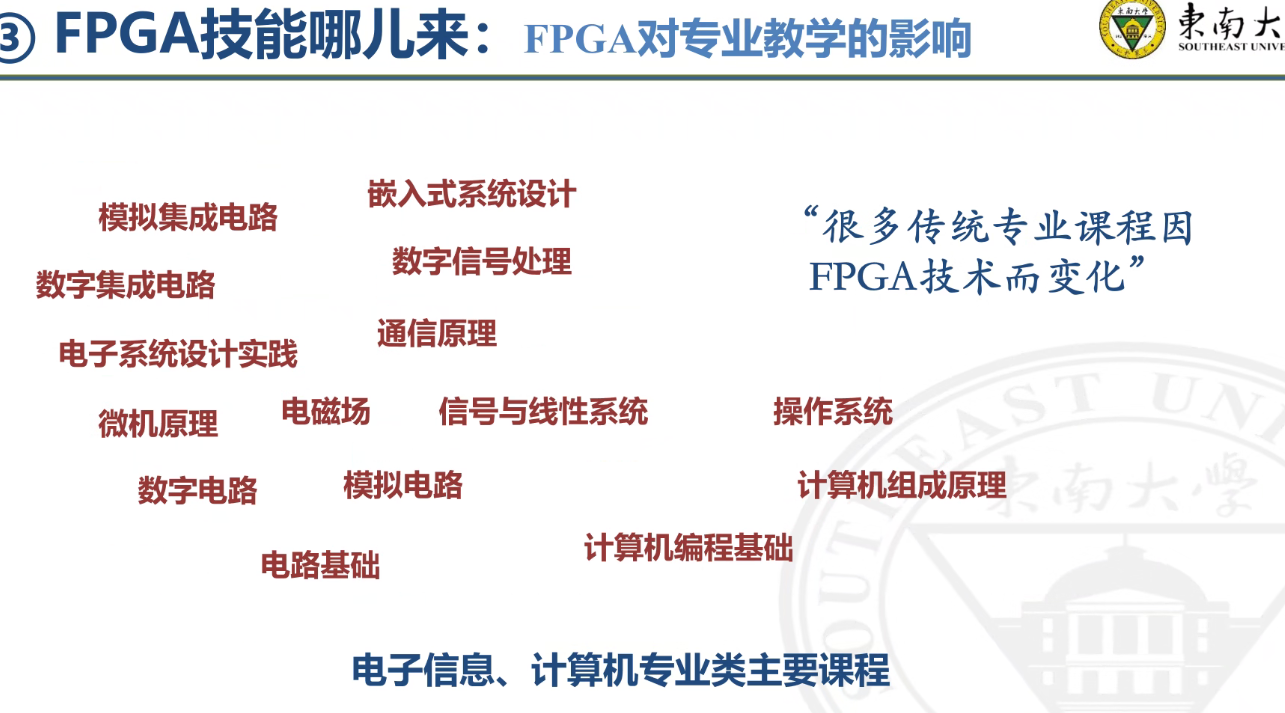 ③ FPGA技能哪儿来：FPGA对专业教学的影响
東南大
SOUTHEAST UNIVE
嵌入式系统设计
模拟集成电路
“很多传统专业课程因
FPGA技术而变化”
数字信号处理
数字集成电路
通信原理
电子系统设计实践
电磁场
信号与线性系统
操作系统
微机原理
数字电路
模拟电路
计算机组成原理
计算机编程基础
电路基础
电子信息、计算机专业类主要课程
SOUTHEAST UNI
東南大學